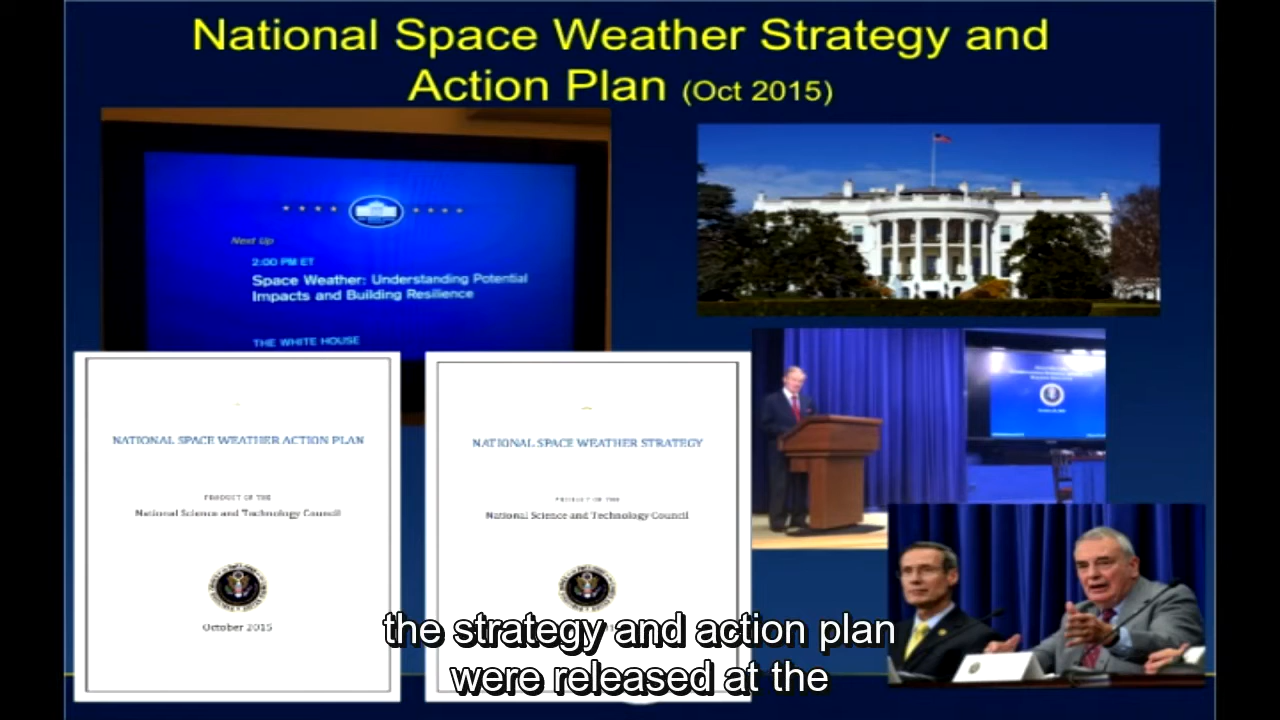 National Space Weather Strategy and
Action Plan (Oct 2015)
Next Up
2:00 PM ET
Space Weather: Understanding Potential
Impacts and Building Resilience
THE WHITE HOUSE
NATIONAL SPACE WEATHER ACTION PLAN
PRODUCT OF THE
National Science and Technology Council
October 2015
NATIONAL SPACE WEATHER STRATEGY
PRODUCT OF THE
National Science and Technology Council
the strategy and action plan
were released at the